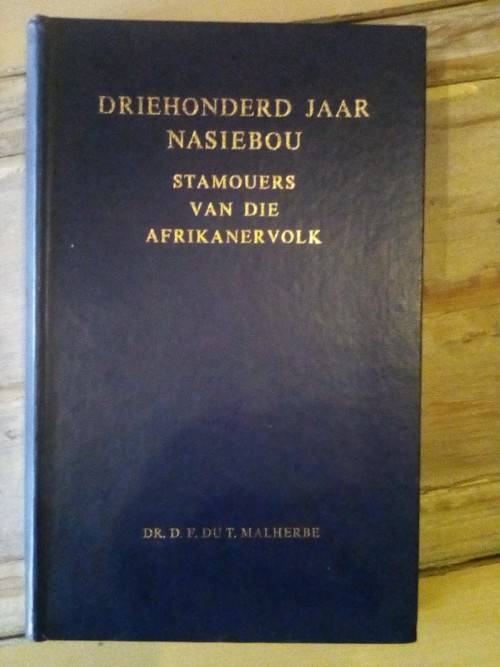 DRIEHONDERD JAAR
NASIEBOU
STAMOUERS
VAN DIE
AFRIKANERVOLK
DR. D. F. DU T. MALHERBE